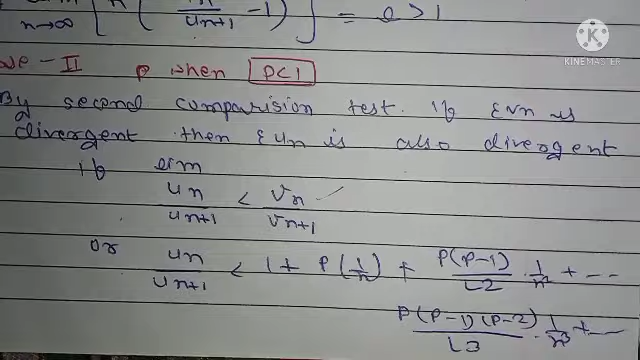 n→∞ [ n ( un/un+1 - 1 ) ] = l > 1
KINEMASTER
ve - II p when P<1
By second comparision test. if Σvn is
divergent then Σun is also divergent
if lim
un/un+1 < vn/vn+1
or un/un+1 < 1 + P(1/n) + P(P-1)/L2 . 1/n² + ---
P(P-1)(P-2)/L3 . 1/n³ + ---